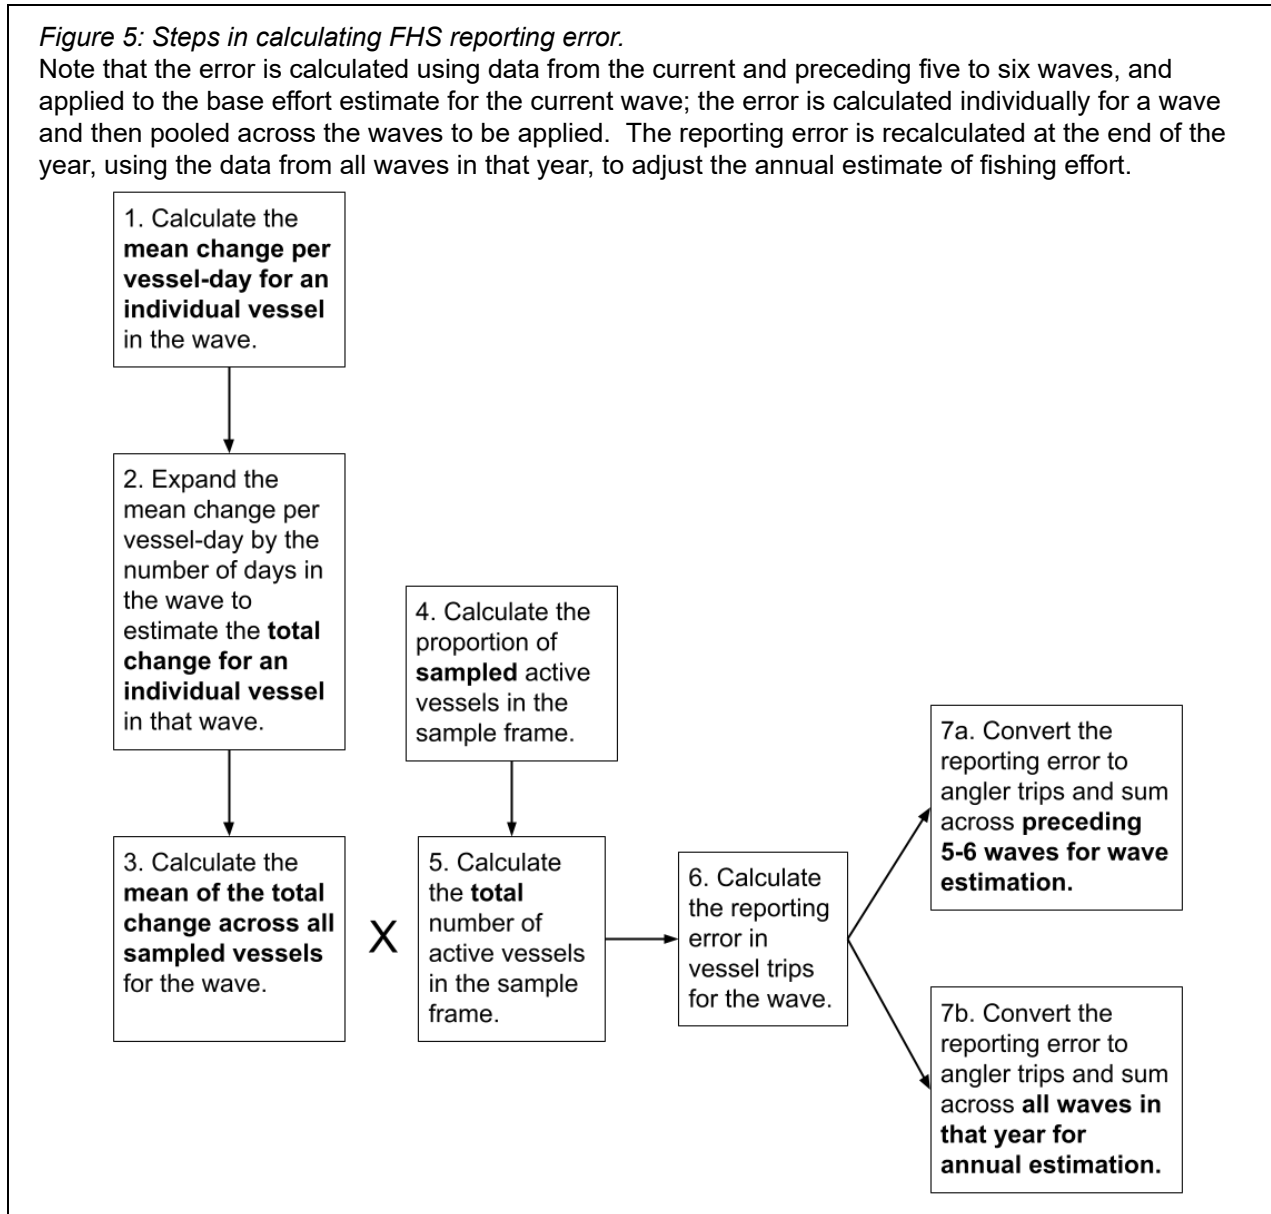 Figure 5: Steps in calculating FHS reporting error.
Note that the error is calculated using data from the current and preceding five to six waves, and
applied to the base effort estimate for the current wave; the error is calculated individually for a wave
and then pooled across the waves to be applied.  The reporting error is recalculated at the end of the
year, using the data from all waves in that year, to adjust the annual estimate of fishing effort.
1. Calculate the
mean change per
vessel-day for an
individual vessel
in the wave.
2. Expand the
mean change per
vessel-day by the
number of days in
the wave to
estimate the total
change for an
individual vessel
in that wave.
3. Calculate the
mean of the total
change across all
sampled vessels
for the wave.
X
4. Calculate the
proportion of
sampled active
vessels in the
sample frame.
5. Calculate
the total
number of
active vessels
in the sample
frame.
6. Calculate
the reporting
error in
vessel trips
for the wave.
7a. Convert the
reporting error to
angler trips and sum
across preceding
5-6 waves for wave
estimation.
7b. Convert the
reporting error to
angler trips and sum
across all waves in
that year for
annual estimation.